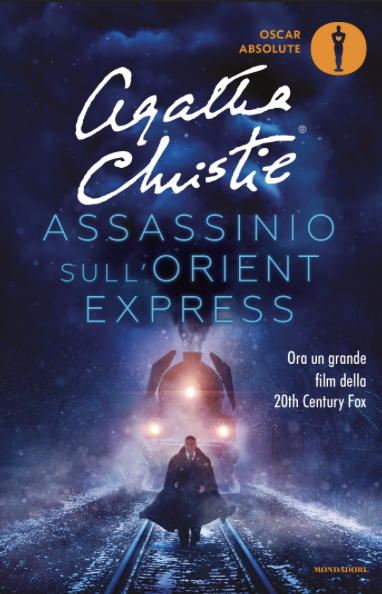 OSCAR
ABSOLUTE
Agatha
Christie®
ASSASSINIO
SULL'ORIENT
EXPRESS
Ora un grande
film della
20th Century Fox
MONDADORI